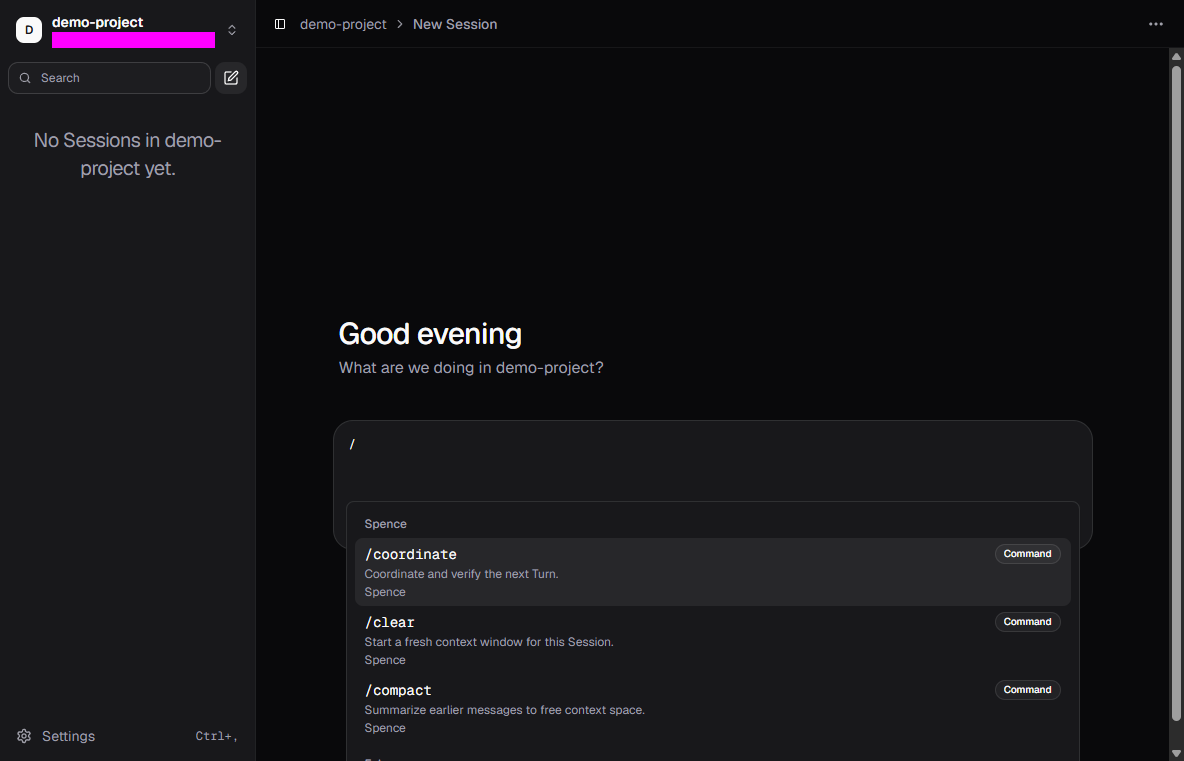 D
demo-project
Search
No Sessions in demo-
project yet.
Settings
Ctrl+,
demo-project > New Session
Good evening
What are we doing in demo-project?
/
Spence
/coordinate
Command
Coordinate and verify the next Turn.
Spence
/clear
Command
Start a fresh context window for this Session.
Spence
/compact
Command
Summarize earlier messages to free context space.
Spence